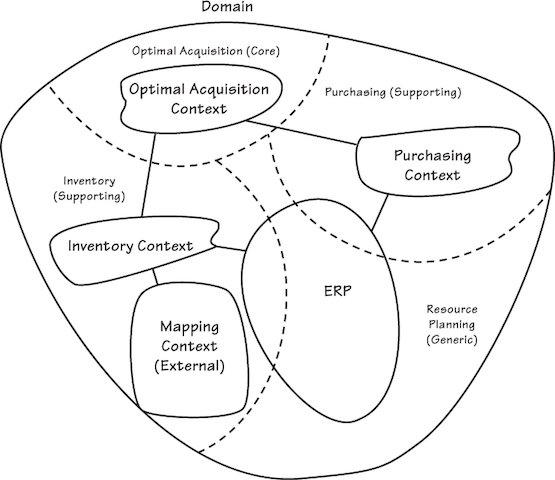 Domain
Optimal Acquisition (Core)
Optimal Acquisition
Context
Purchasing (Supporting)
Purchasing
Context
Inventory
(Supporting)
Inventory Context
ERP
Mapping
Context
(External)
Resource
Planning
(Generic)